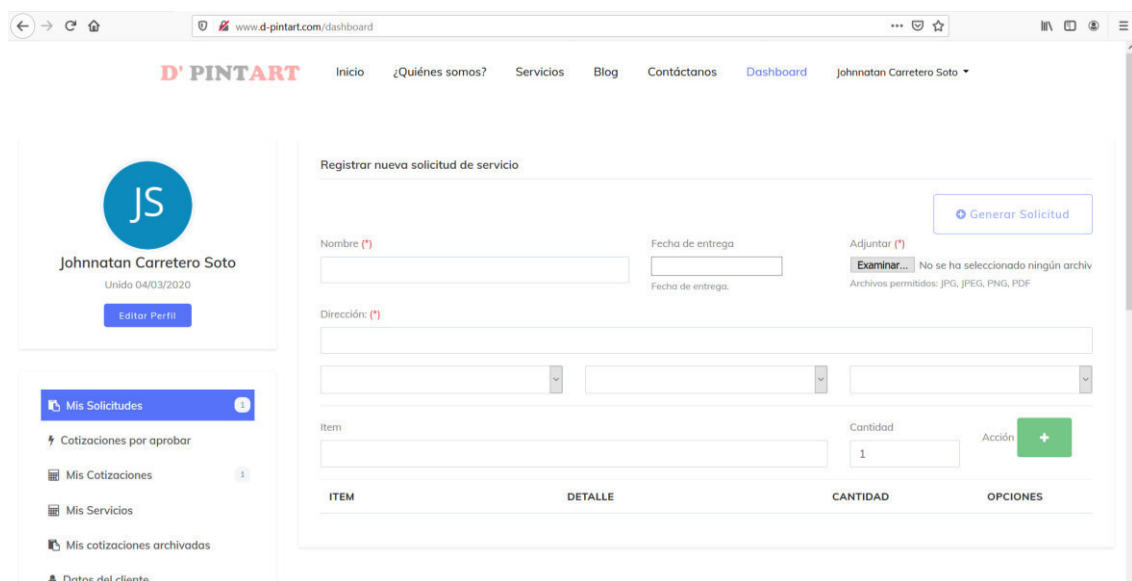 www.d-pintart.com/dashboard
D' PINTART Inicio ¿Quiénes somos? Servicios Blog Contáctanos Dashboard Johnnatan Carretero Soto
JS
Johnnatan Carretero Soto
Unido 04/03/2020
Editar Perfil
Mis Solicitudes 1
Cotizaciones por aprobar
Mis Cotizaciones 1
Mis Servicios
Mis cotizaciones archivadas
Datos del cliente
Registrar nueva solicitud de servicio
Generar Solicitud
Nombre (*) Fecha de entrega Adjuntar (*)
Examinar... No se ha seleccionado ningún archiv
Fecha de entrega. Archivos permitidos: JPG, JPEG, PNG, PDF
Dirección: (*)
Item Cantidad Acción +
1
ITEM DETALLE CANTIDAD OPCIONES